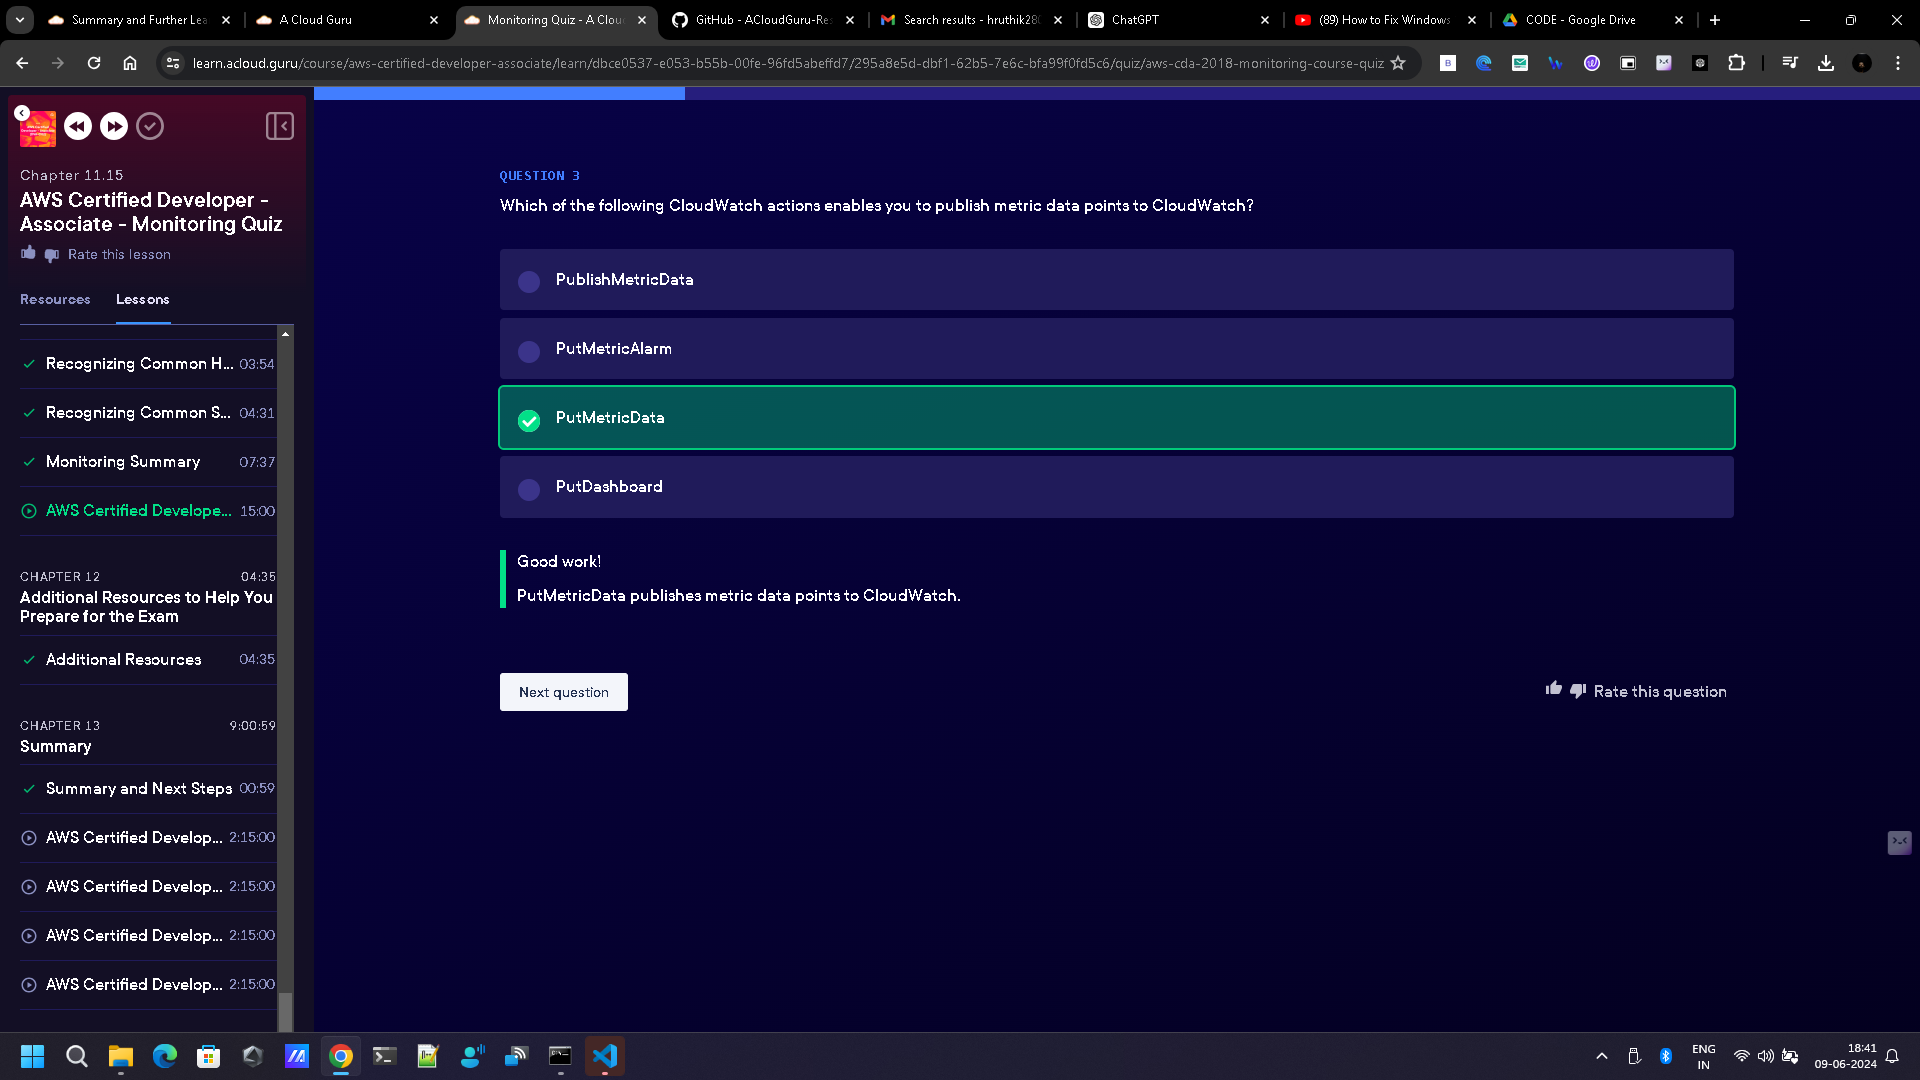 Summary and Further Lea
A Cloud Guru
Monitoring Quiz - A Clou
GitHub - ACloudGuru-Res
Search results - hruthik280
ChatGPT
(89) How to Fix Windows
CODE - Google Drive
learn.acloud.guru/course/aws-certified-developer-associate/learn/dbce0537-e053-b55b-00fe-96fd5abeffd7/295a8e5d-dbf1-62b5-7e6c-bfa99f0fd5c6/quiz/aws-cda-2018-monitoring-course-quiz
Chapter 11.15
AWS Certified Developer -
Associate - Monitoring Quiz
Rate this lesson
Resources Lessons
Recognizing Common H... 03:54
Recognizing Common S... 04:31
Monitoring Summary 07:37
AWS Certified Develope... 15:00
CHAPTER 12 04:35
Additional Resources to Help You
Prepare for the Exam
Additional Resources 04:35
CHAPTER 13 9:00:59
Summary
Summary and Next Steps 00:59
AWS Certified Develop... 2:15:00
AWS Certified Develop... 2:15:00
AWS Certified Develop... 2:15:00
AWS Certified Develop... 2:15:00
QUESTION 3
Which of the following CloudWatch actions enables you to publish metric data points to CloudWatch?
PublishMetricData
PutMetricAlarm
PutMetricData
PutDashboard
Good work!
PutMetricData publishes metric data points to CloudWatch.
Next question
Rate this question
ENG
IN
18:41
09-06-2024